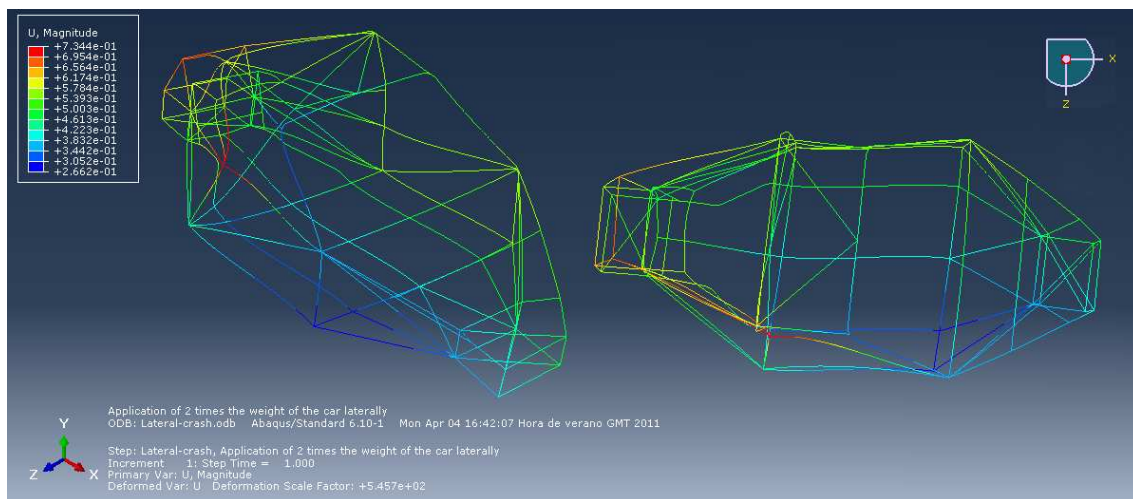 U, Magnitude
+7.344e-01
+6.954e-01
+6.564e-01
+6.174e-01
+5.784e-01
+5.393e-01
+5.003e-01
+4.613e-01
+4.223e-01
+3.832e-01
+3.442e-01
+3.052e-01
+2.662e-01
X
Z
Application of 2 times the weight of the car laterally
ODB: Lateral-crash.odb Abaqus/Standard 6.10-1 Mon Apr 04 16:42:07 Hora de verano GMT 2011
Y
Z
X
Step: Lateral-crash, Application of 2 times the weight of the car laterally
Increment 1: Step Time = 1.000
Primary Var: U, Magnitude
Deformed Var: U Deformation Scale Factor: +5.457e+02